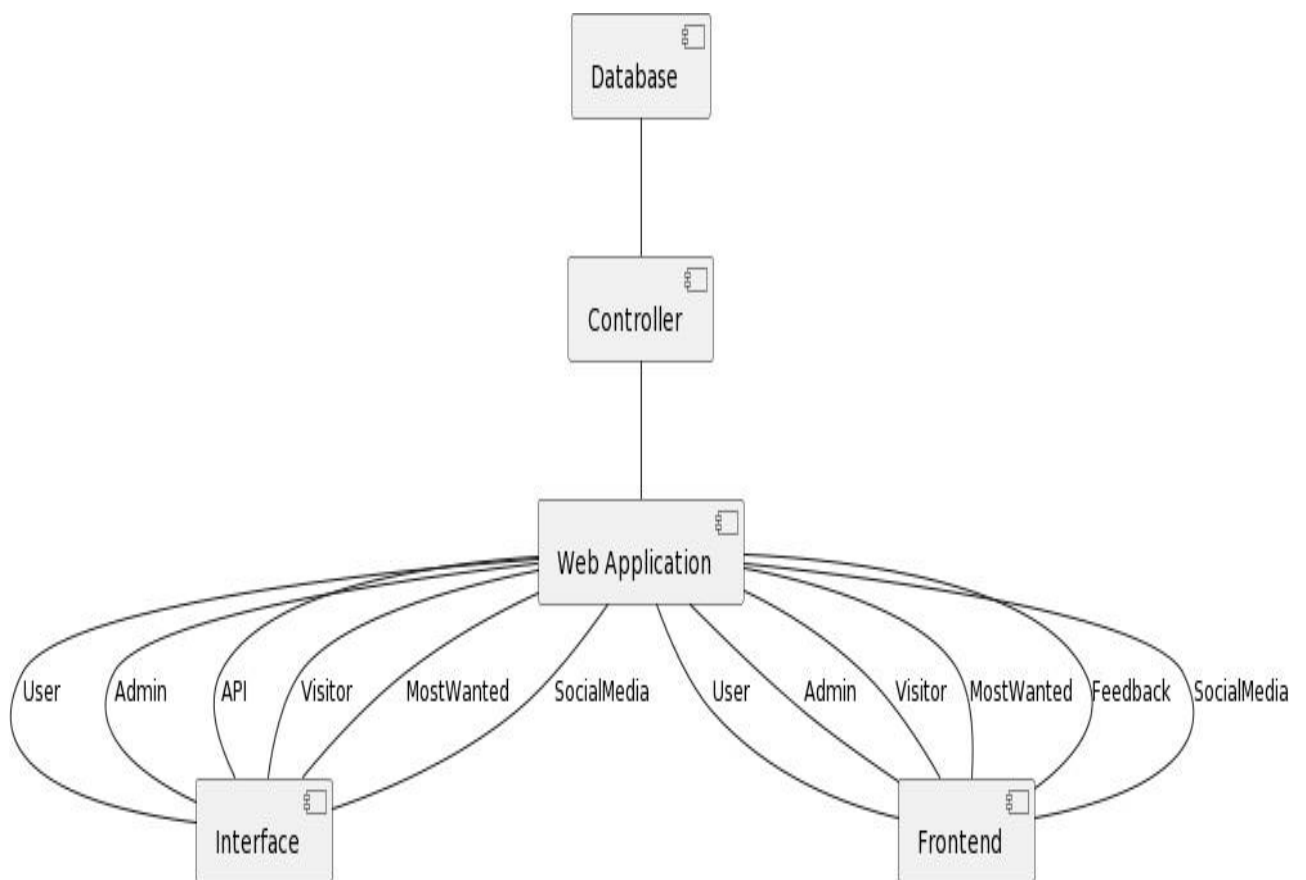 Database
Controller
Web Application
User
Admin
API
Visitor
MostWanted
SocialMedia
User
Admin
Visitor
MostWanted
Feedback
SocialMedia
Interface
Frontend